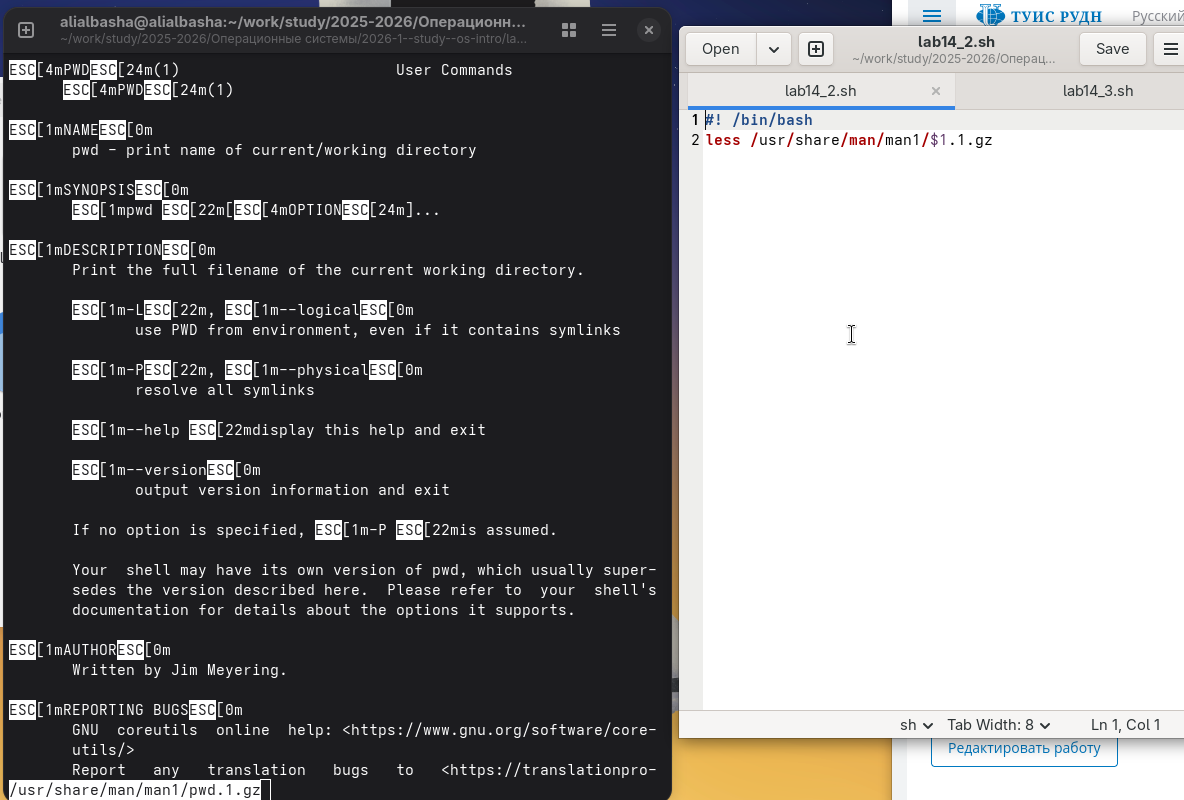 alialbasha@alialbasha:~/work/study/2025-2026/Операционн...
~/work/study/2025-2026/Операционные системы/2026-1--study--os-intro/la...
ESC[4mPWDESC[24m(1) User Commands
ESC[4mPWDESC[24m(1)
ESC[1mNAMEESC[0m
pwd - print name of current/working directory
ESC[1mSYNOPSISESC[0m
ESC[1mpwd ESC[22m[ESC[4mOPTIONESC[24m]...
ESC[1mDESCRIPTIONESC[0m
Print the full filename of the current working directory.
ESC[1m-LESC[22m, ESC[1m--logicalESC[0m
use PWD from environment, even if it contains symlinks
ESC[1m-PESC[22m, ESC[1m--physicalESC[0m
resolve all symlinks
ESC[1m--help ESC[22mdisplay this help and exit
ESC[1m--versionESC[0m
output version information and exit
If no option is specified, ESC[1m-P ESC[22mis assumed.
Your shell may have its own version of pwd, which usually super-
sedes the version described here. Please refer to your shell's
documentation for details about the options it supports.
ESC[1mAUTHORESC[0m
Written by Jim Meyering.
ESC[1mREPORTING BUGSESC[0m
GNU coreutils online help: <https://www.gnu.org/software/core-
utils/>
Report any translation bugs to <https://translationpro-
/usr/share/man/man1/pwd.1.gz
ТУИС РУДН
Русский
Open
lab14_2.sh
~/work/study/2025-2026/Операц...
Save
lab14_2.sh
lab14_3.sh
1 #! /bin/bash
2 less /usr/share/man/man1/$1.1.gz
sh
Tab Width: 8
Ln 1, Col 1
Редактировать работу